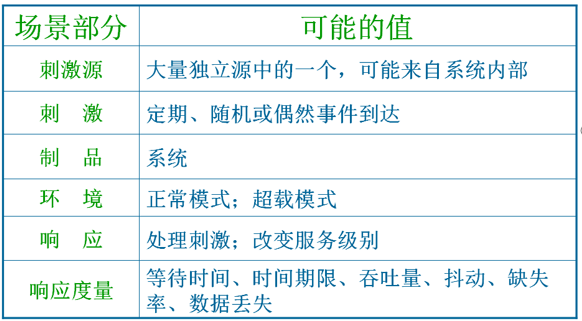 场景部分 可能的值
刺激源 大量独立源中的一个，可能来自系统内部
刺 激 定期、随机或偶然事件到达
制 品 系统
环 境 正常模式；超载模式
响 应 处理刺激；改变服务级别
响应度量 等待时间、时间期限、吞吐量、抖动、缺失
率、数据丢失